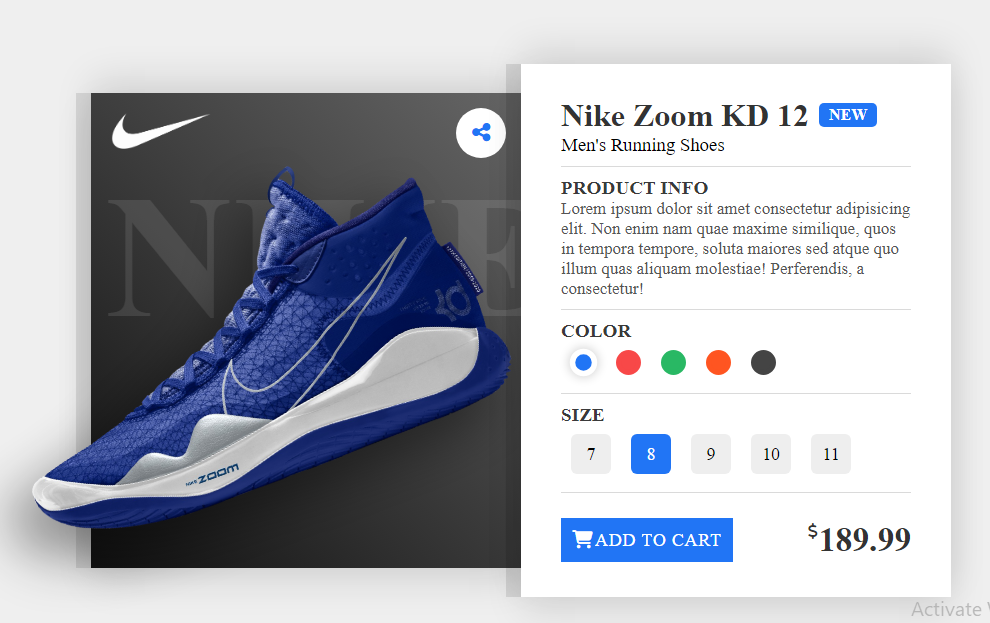 NIKE
NIKE ZOOM
Nike Zoom KD 12 NEW
Men's Running Shoes
PRODUCT INFO
Lorem ipsum dolor sit amet consectetur adipisicing
elit. Non enim nam quae maxime similique, quos
in tempora tempore, soluta maiores sed atque quo
illum quas aliquam molestiae! Perferendis, a
consectetur!
COLOR
SIZE
7 8 9 10 11
ADD TO CART
$189.99
Activate